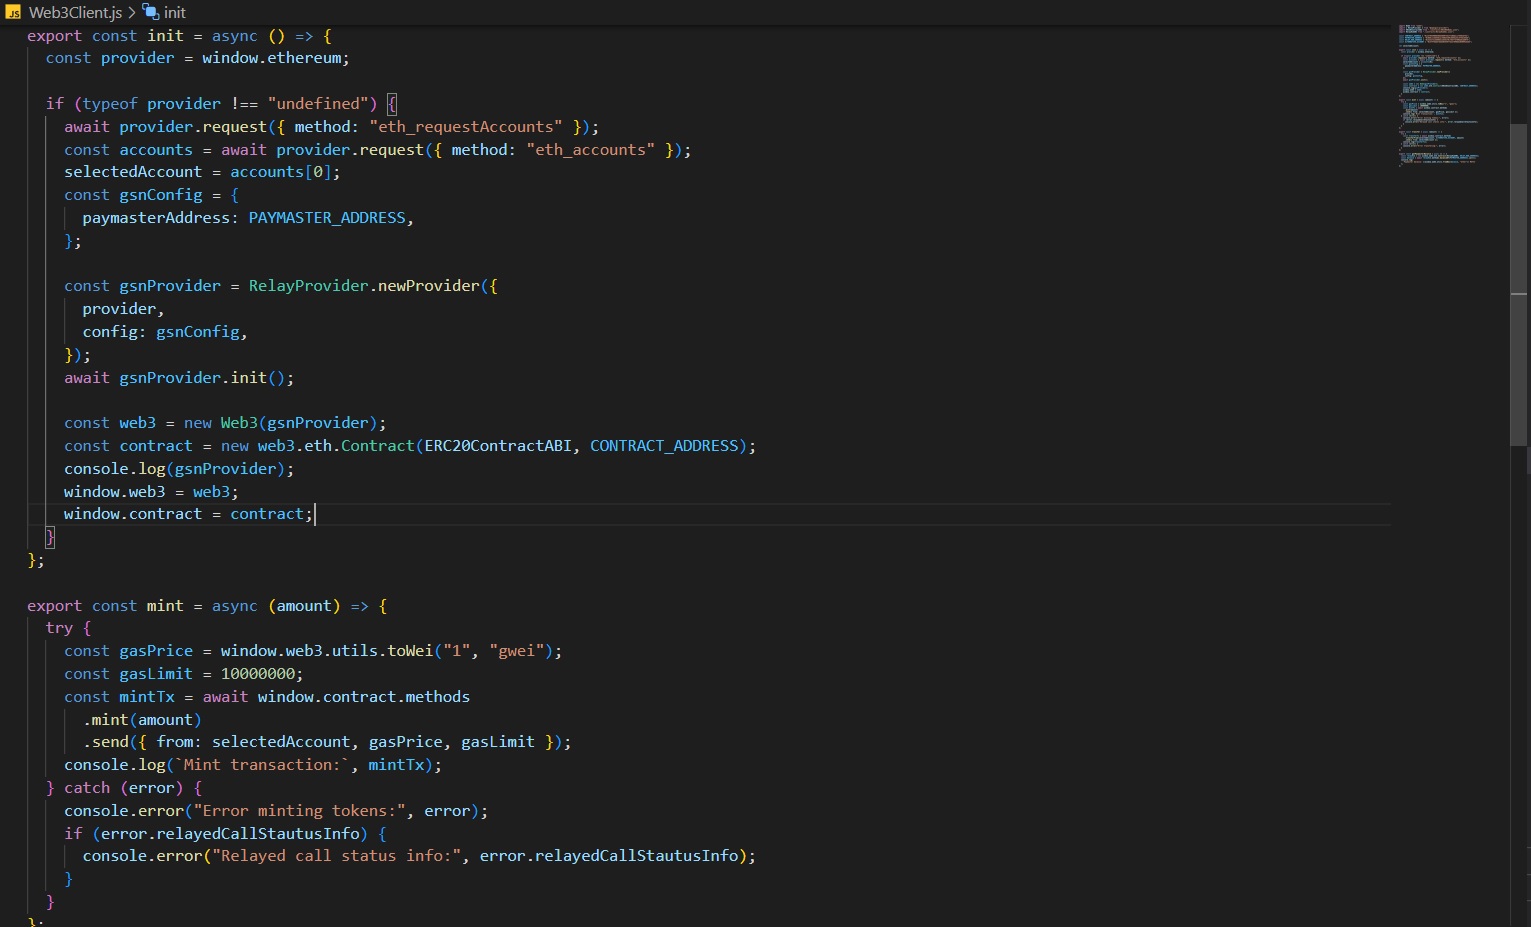 JS Web3Client.js > init
export const init = async () => {
  const provider = window.ethereum;

  if (typeof provider !== "undefined") {
    await provider.request({ method: "eth_requestAccounts" });
    const accounts = await provider.request({ method: "eth_accounts" });
    selectedAccount = accounts[0];
    const gsnConfig = {
      paymasterAddress: PAYMASTER_ADDRESS,
    };

    const gsnProvider = RelayProvider.newProvider({
      provider,
      config: gsnConfig,
    });
    await gsnProvider.init();

    const web3 = new Web3(gsnProvider);
    const contract = new web3.eth.Contract(ERC20ContractABI, CONTRACT_ADDRESS);
    console.log(gsnProvider);
    window.web3 = web3;
    window.contract = contract;
  }
};

export const mint = async (amount) => {
  try {
    const gasPrice = window.web3.utils.toWei("1", "gwei");
    const gasLimit = 10000000;
    const mintTx = await window.contract.methods
      .mint(amount)
      .send({ from: selectedAccount, gasPrice, gasLimit });
    console.log(`Mint transaction:`, mintTx);
  } catch (error) {
    console.error("Error minting tokens:", error);
    if (error.relayedCallStautusInfo) {
      console.error("Relayed call status info:", error.relayedCallStautusInfo);
    }
  }
};